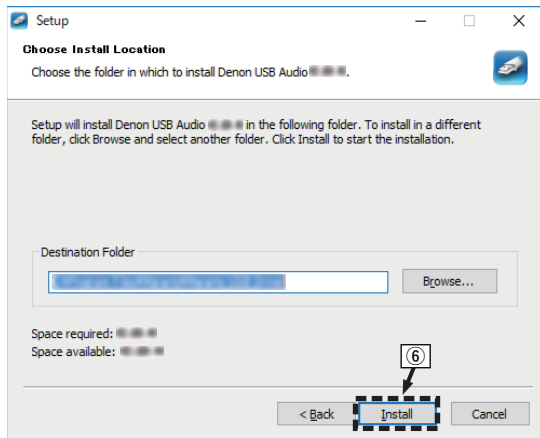 Setup
Choose Install Location
Choose the folder in which to install Denon USB Audio .
Setup will install Denon USB Audio in the following folder. To install in a different
folder, click Browse and select another folder. Click Install to start the installation.
Destination Folder
Browse...
Space required:
Space available:
⑥
< Back Install Cancel